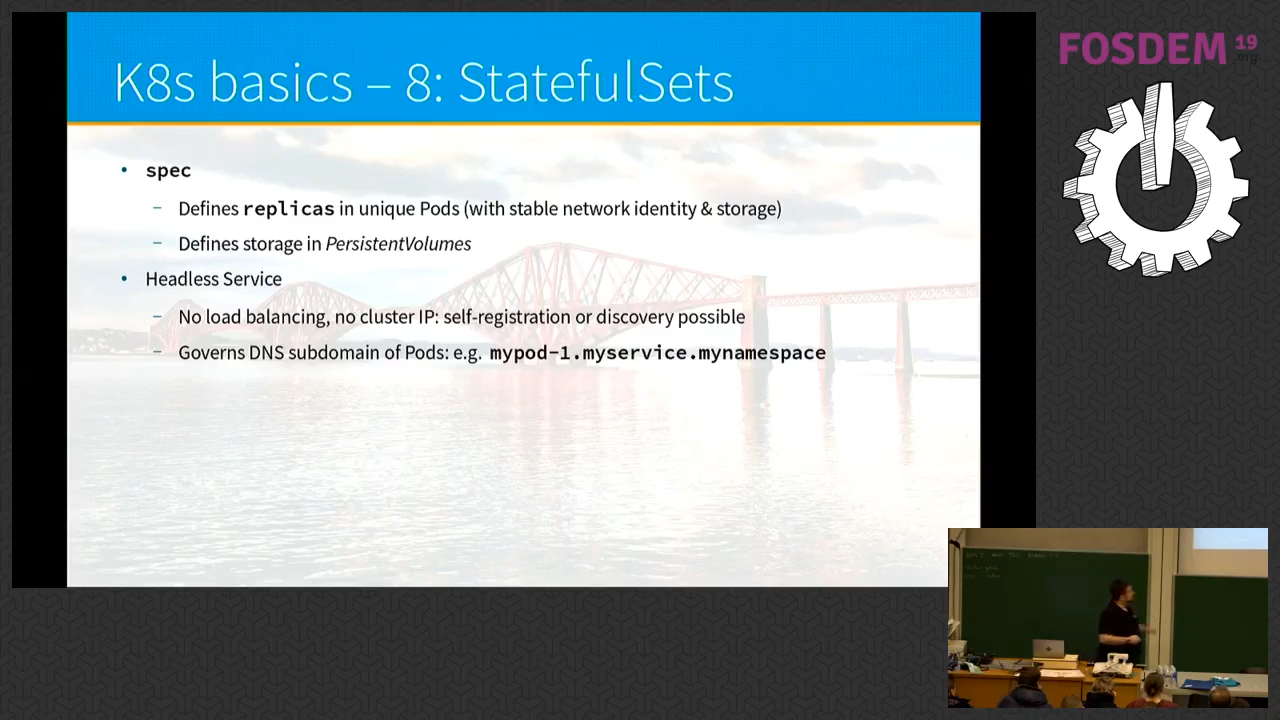 K8s basics – 8: StatefulSets
• spec
– Defines replicas in unique Pods (with stable network identity & storage)
– Defines storage in PersistentVolumes
• Headless Service
– No load balancing, no cluster IP: self-registration or discovery possible
– Governs DNS subdomain of Pods: e.g. mypod-1.myservice.mynamespace
FOSDEM 19
.org